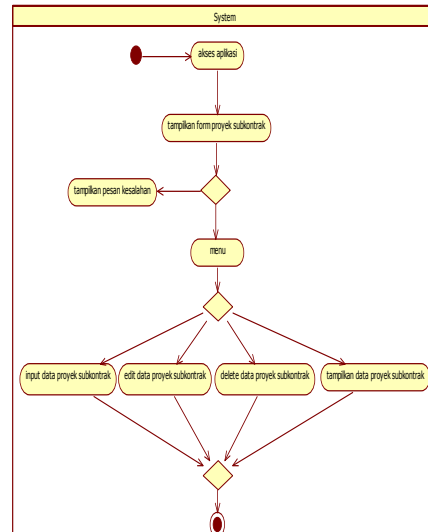 System
akses aplikasi
tampilkan form proyek subkontrak
tampilkan pesan kesalahan
menu
input data proyek subkontrak
edit data proyek subkontrak
delete data proyek subkontrak
tampilkan data proyek subkontrak